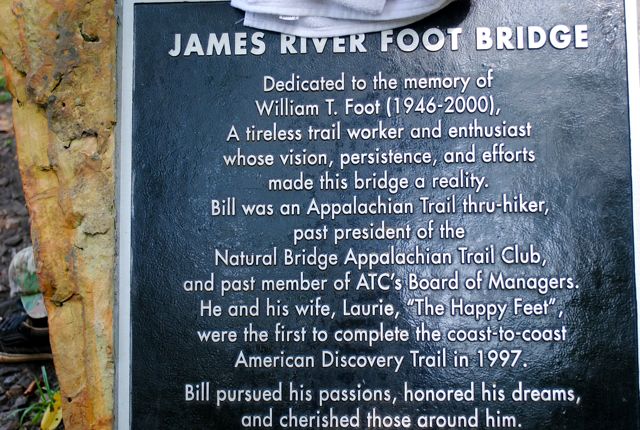 JAMES RIVER FOOT BRIDGE
Dedicated to the memory of
William T. Foot (1946-2000),
A tireless trail worker and enthusiast
whose vision, persistence, and efforts
made this bridge a reality.
Bill was an Appalachian Trail thru-hiker,
past president of the
Natural Bridge Appalachian Trail Club,
and past member of ATC's Board of Managers.
He and his wife, Laurie, "The Happy Feet",
were the first to complete the coast-to-coast
American Discovery Trail in 1997.
Bill pursued his passions, honored his dreams,
and cherished those around him.